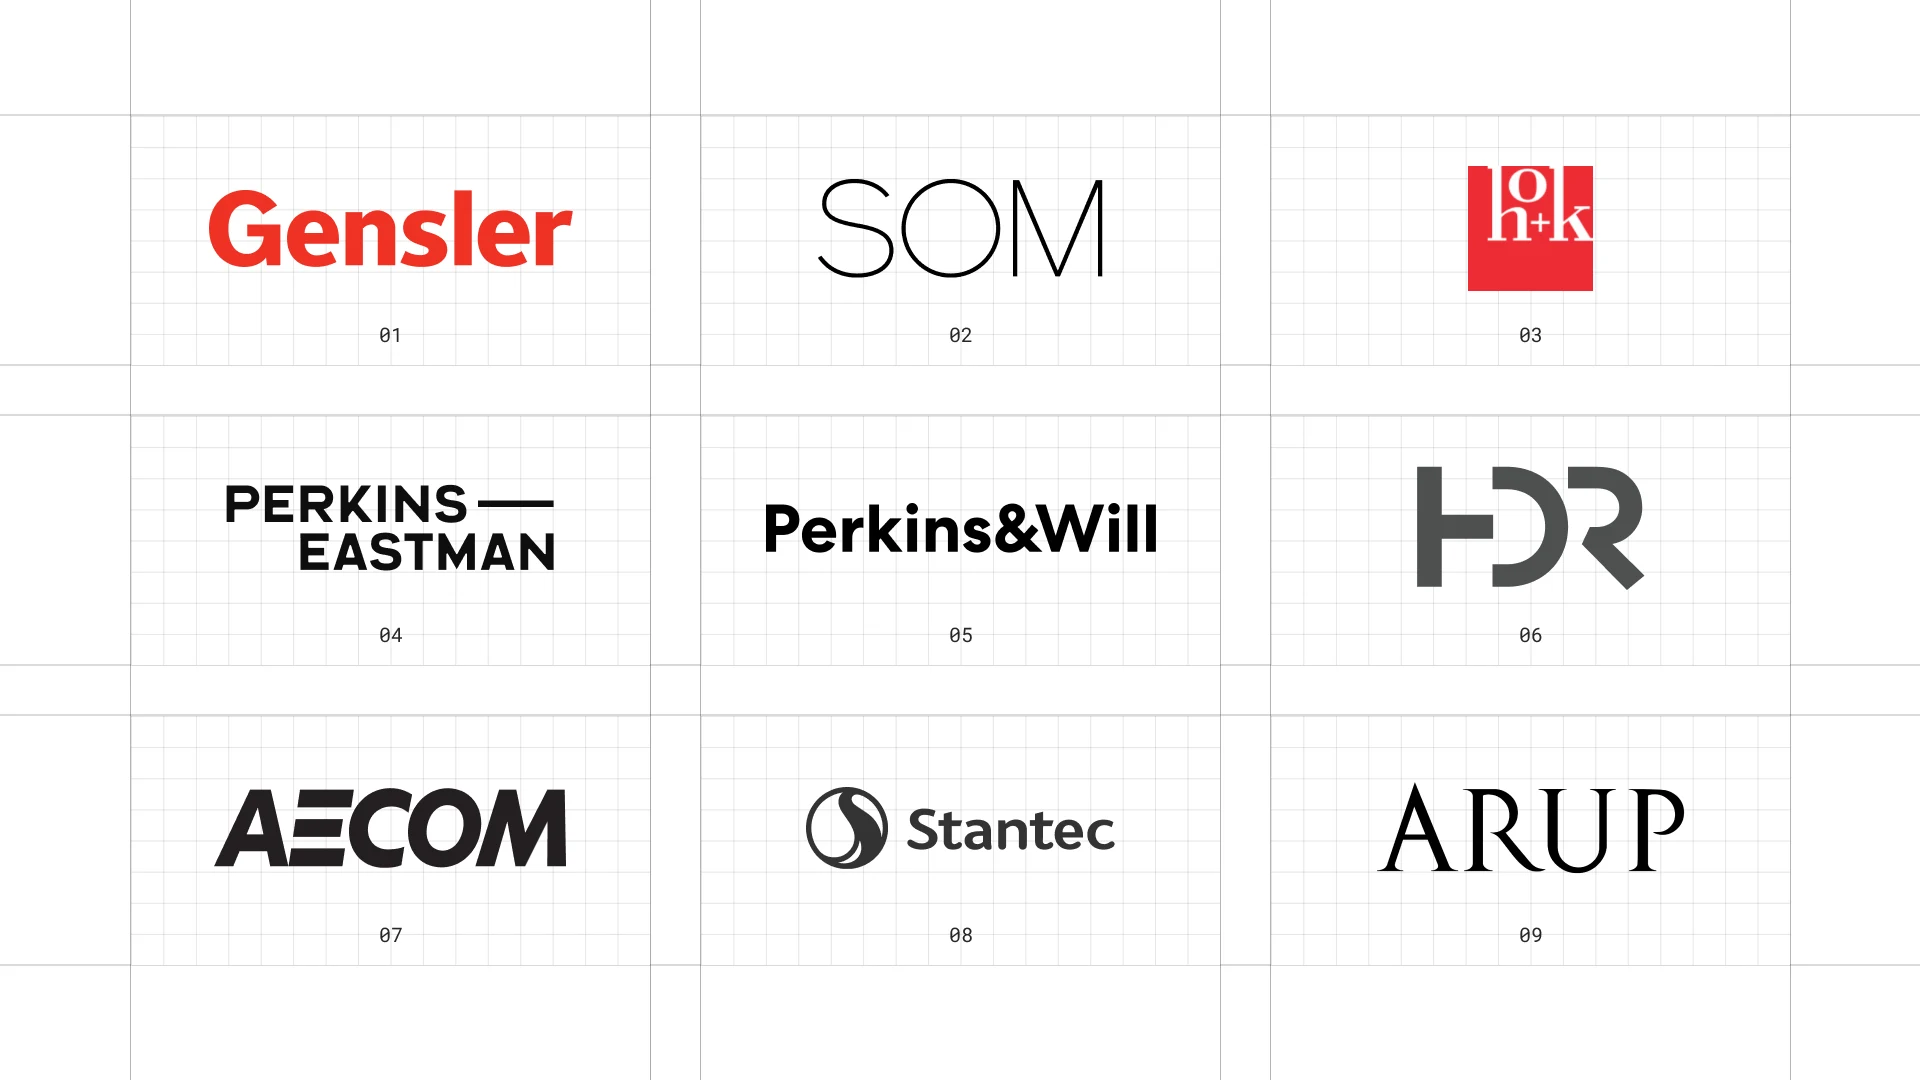 Gensler
01
SOM
02
hok+
03
PERKINS —
EASTMAN
04
Perkins&Will
05
HDR
06
AECOM
07
Stantec
08
ARUP
09